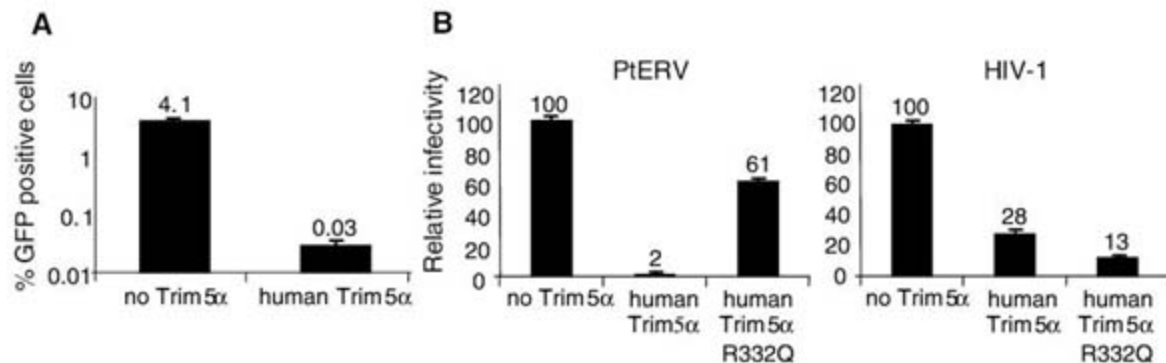 A
% GFP positive cells
10
1
0.1
0.01
4.1
0.03
no Trim5α
human Trim5α
B
PtERV
Relative infectivity
120
100
80
60
40
20
0
100
2
61
no Trim5α
human
Trim5α
human
Trim5α
R332Q
HIV-1
120
100
80
60
40
20
0
100
28
13
no Trim5α
human
Trim5α
human
Trim5α
R332Q